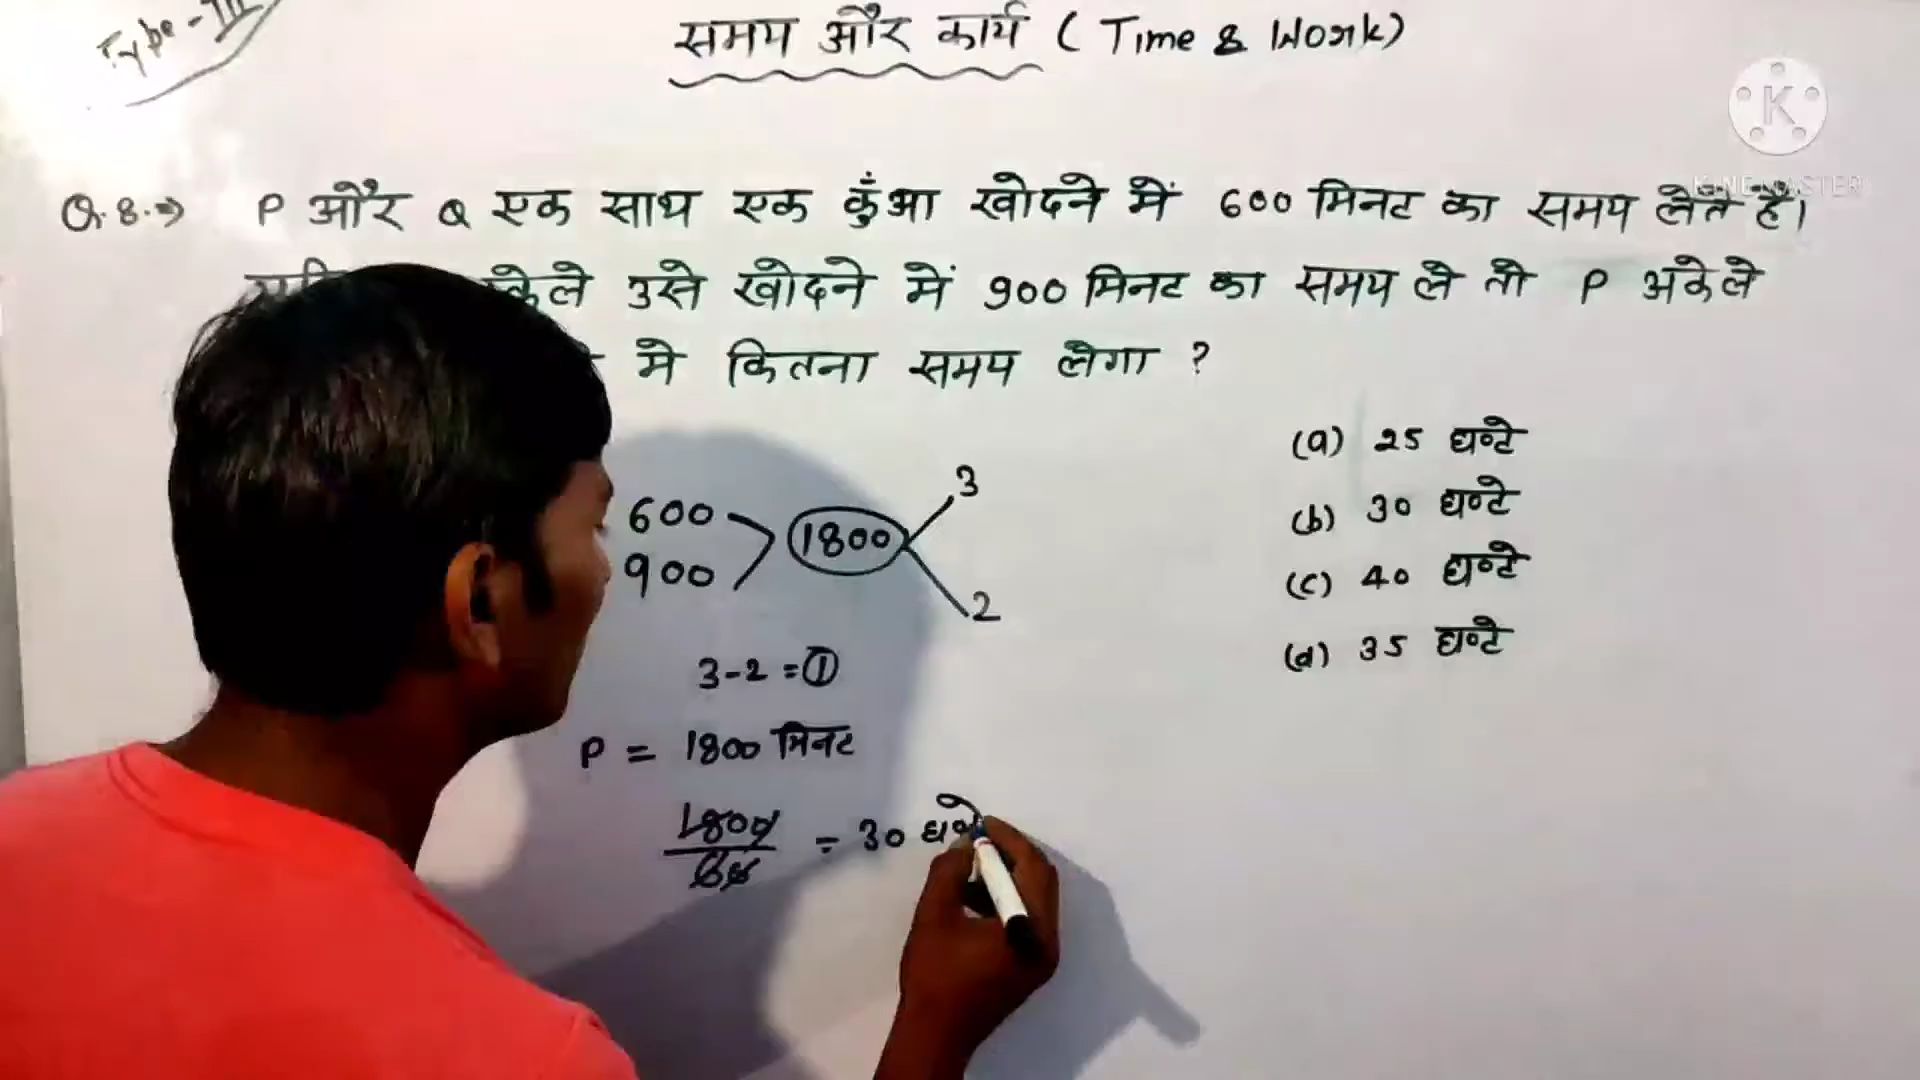 Type-III
समय और कार्य ( Time & Work)
K
KINEMASTER
Q.8.⇒ P और Q एक साथ एक कुँआ खोदने में 600 मिनट का समय लेते है।
उसे खोदने में 900 मिनट का समय ले तो P अकेले
मे कितना समय लेगा ?
(a) 25 घण्टे
(b) 30 घण्टे
(c) 40 घण्टे
(d) 35 घण्टे
600
900
1800
3
2
3-2 = 1
P = 1800 मिनट
1800
60
= 30